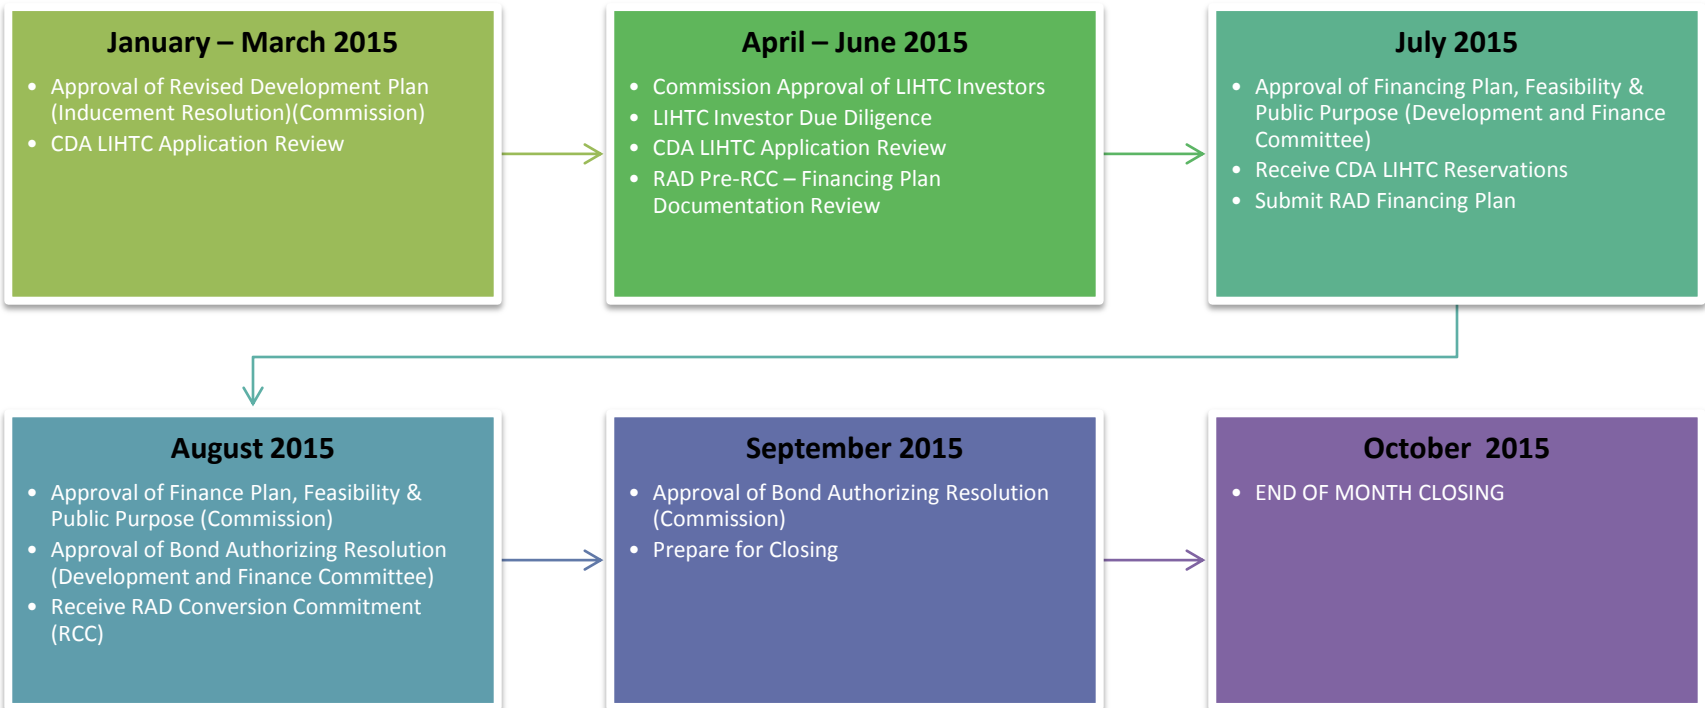 January – March 2015
• Approval of Revised Development Plan
(Inducement Resolution)(Commission)
• CDA LIHTC Application Review
April – June 2015
• Commission Approval of LIHTC Investors
• LIHTC Investor Due Diligence
• CDA LIHTC Application Review
• RAD Pre-RCC – Financing Plan
Documentation Review
July 2015
• Approval of Financing Plan, Feasibility &
Public Purpose (Development and Finance
Committee)
• Receive CDA LIHTC Reservations
• Submit RAD Financing Plan
August 2015
• Approval of Finance Plan, Feasibility &
Public Purpose (Commission)
• Approval of Bond Authorizing Resolution
(Development and Finance Committee)
• Receive RAD Conversion Commitment
(RCC)
September 2015
• Approval of Bond Authorizing Resolution
(Commission)
• Prepare for Closing
October 2015
• END OF MONTH CLOSING